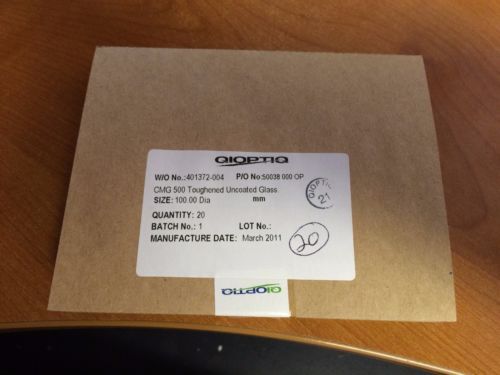 QIOPTIQ
W/O No.:401372-004 P/O No:50038 000 OP
CMG 500 Toughened Uncoated Glass
SIZE: 100.00 Dia mm
QIOPTIQ
21
QUANTITY: 20
BATCH No.: 1 LOT No.:
MANUFACTURE DATE: March 2011
20
QIOPTIQ